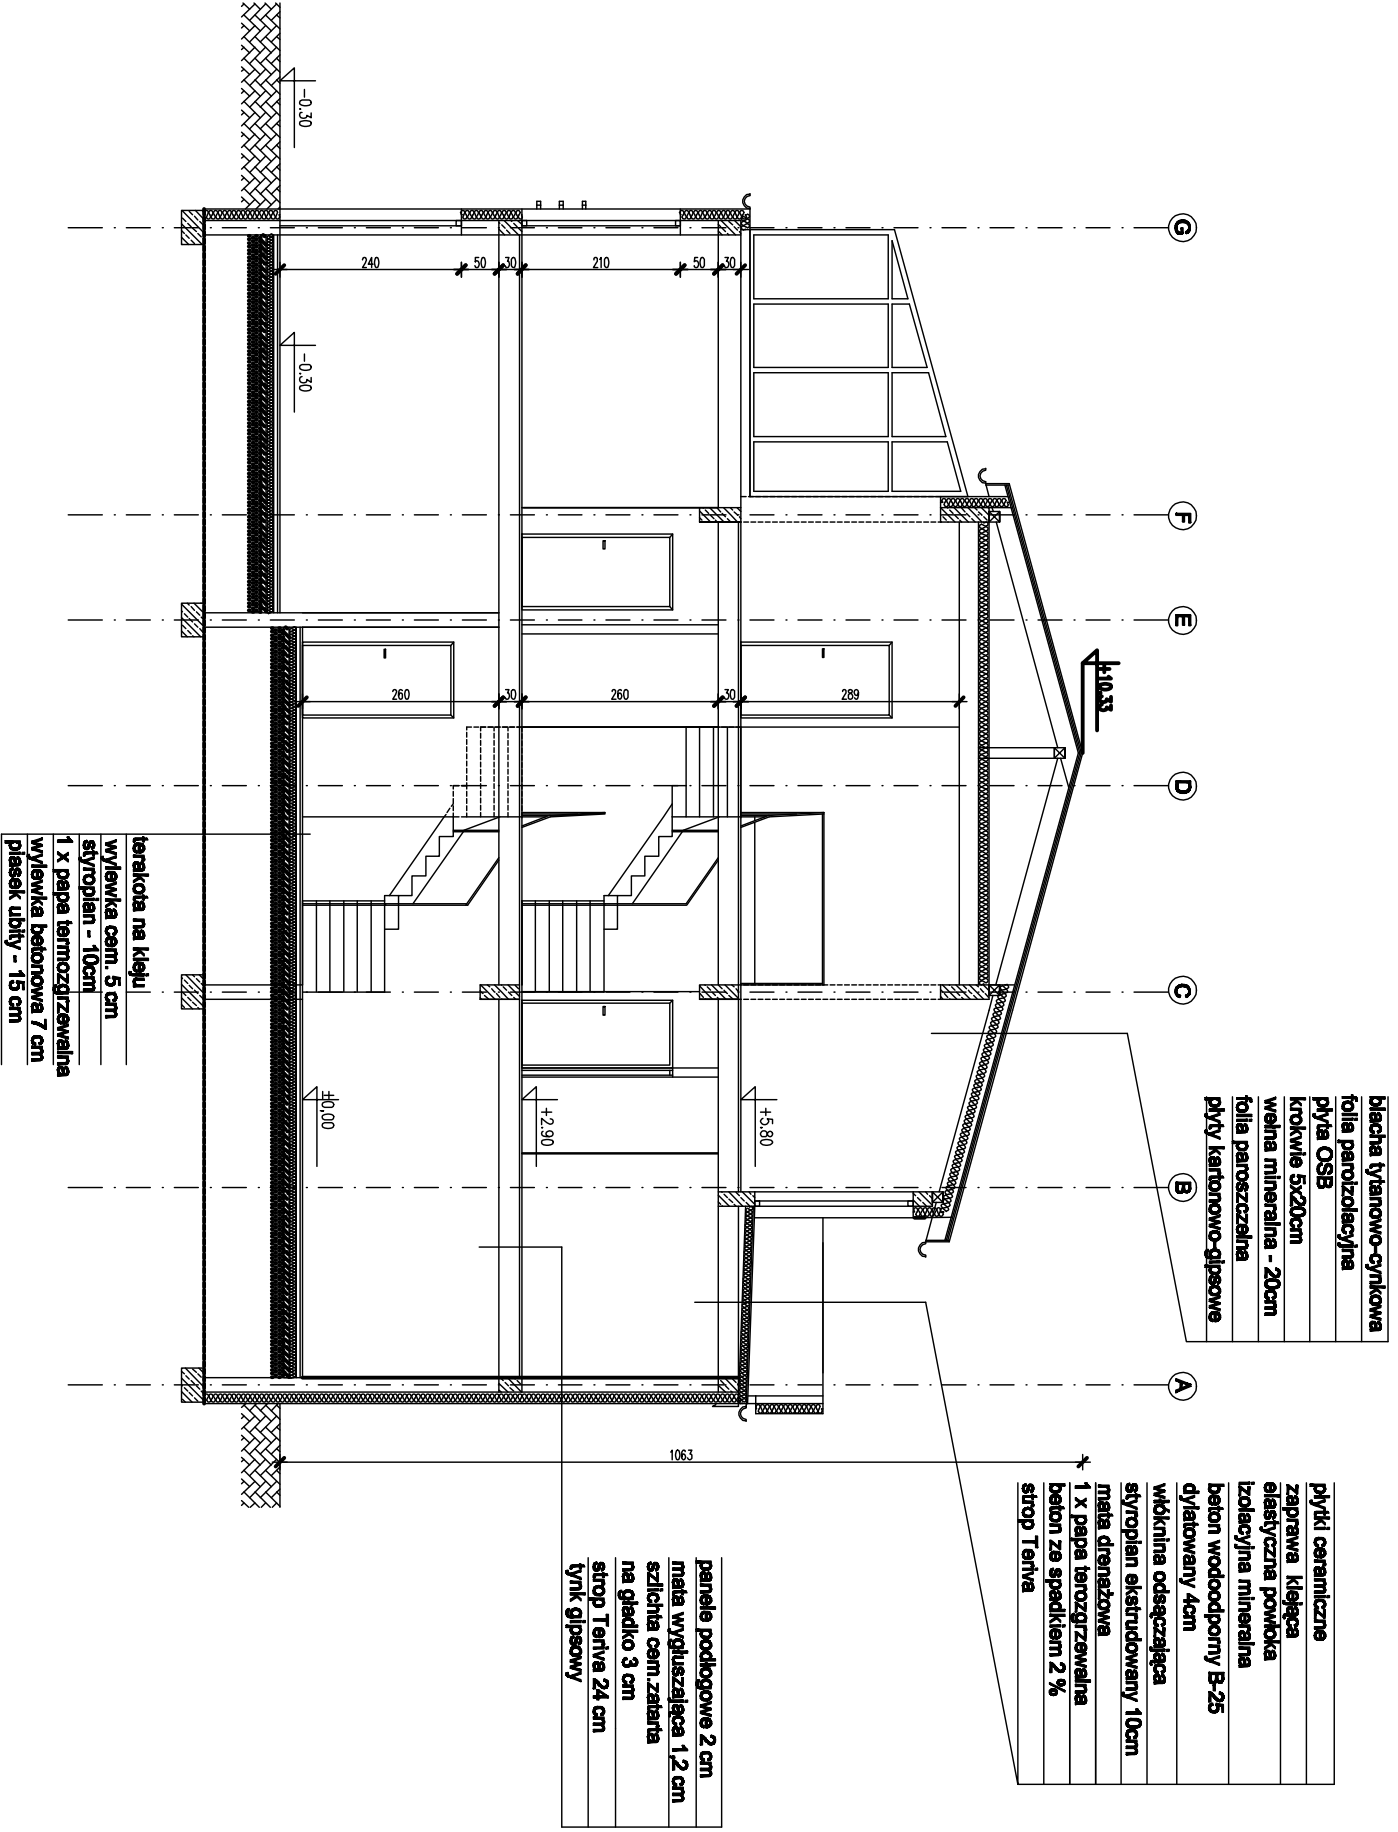 G
F
E
D
C
B
A
blacha tytanowo-cynkowa
folia paroizolacyjna
płyta OSB
krokwie 5x20cm
wełna mineralna - 20cm
folia paroszczelna
płyty kartonowo-gipsowe
płytki ceramiczne
zaprawa klejąca
elastyczna powłoka
izolacyjna mineralna
beton wodoodporny B-25
dylatowany 4cm
włóknina odsączająca
styropian ekstrudowany 10cm
mata drenażowa
1 x papa terozgrzewalna
beton ze spadkiem 2 %
strop Teriva
+10.33
289
+5.80
30
50
30
210
260
+2.90
30
30
50
240
260
±0,00
-0.30
-0.30
1063
panele podłogowe 2 cm
mata wygłuszająca 1,2 cm
szlichta cem.zatarta
na gładko 3 cm
strop Teriva 24 cm
tynk gipsowy
terakota na kleju
wylewka cem. 5 cm
styropian - 10cm
1 x papa termozgrzewalna
wylewka betonowa 7 cm
piasek ubity - 15 cm